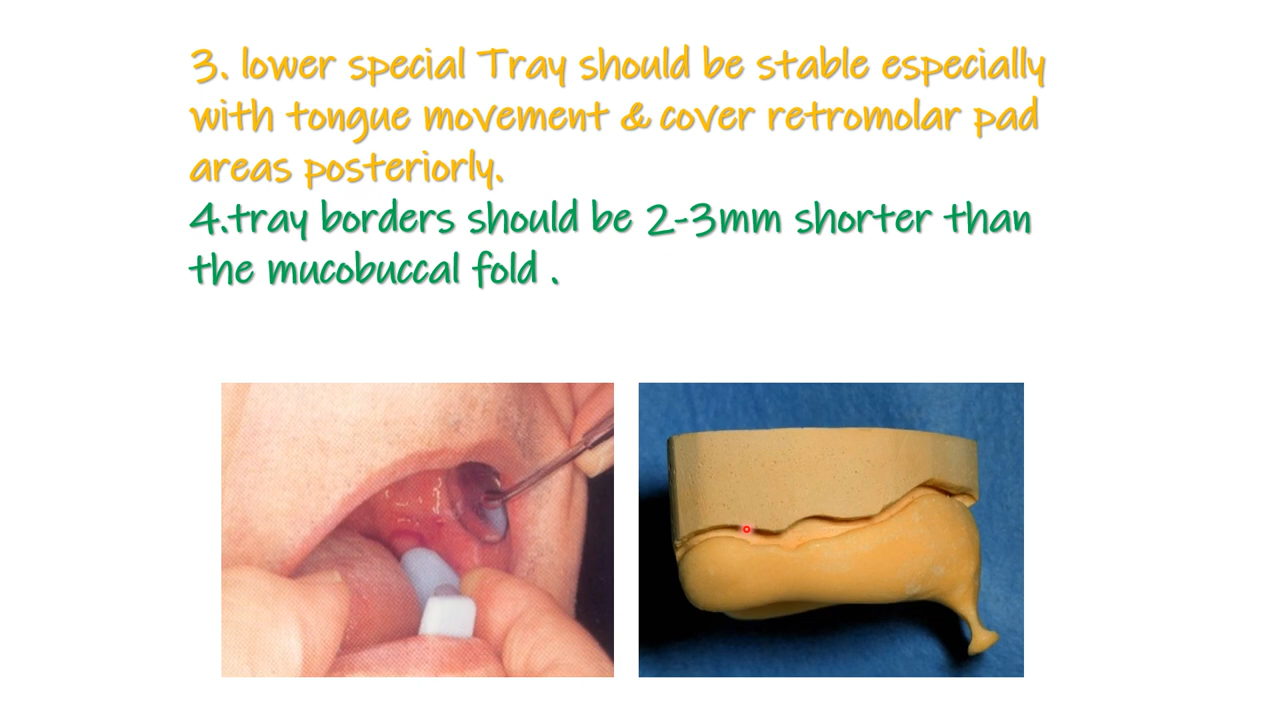 3. lower special Tray should be stable especially
with tongue movement & cover retromolar pad
areas posteriorly.
4.tray borders should be 2-3mm shorter than
the mucobuccal fold .